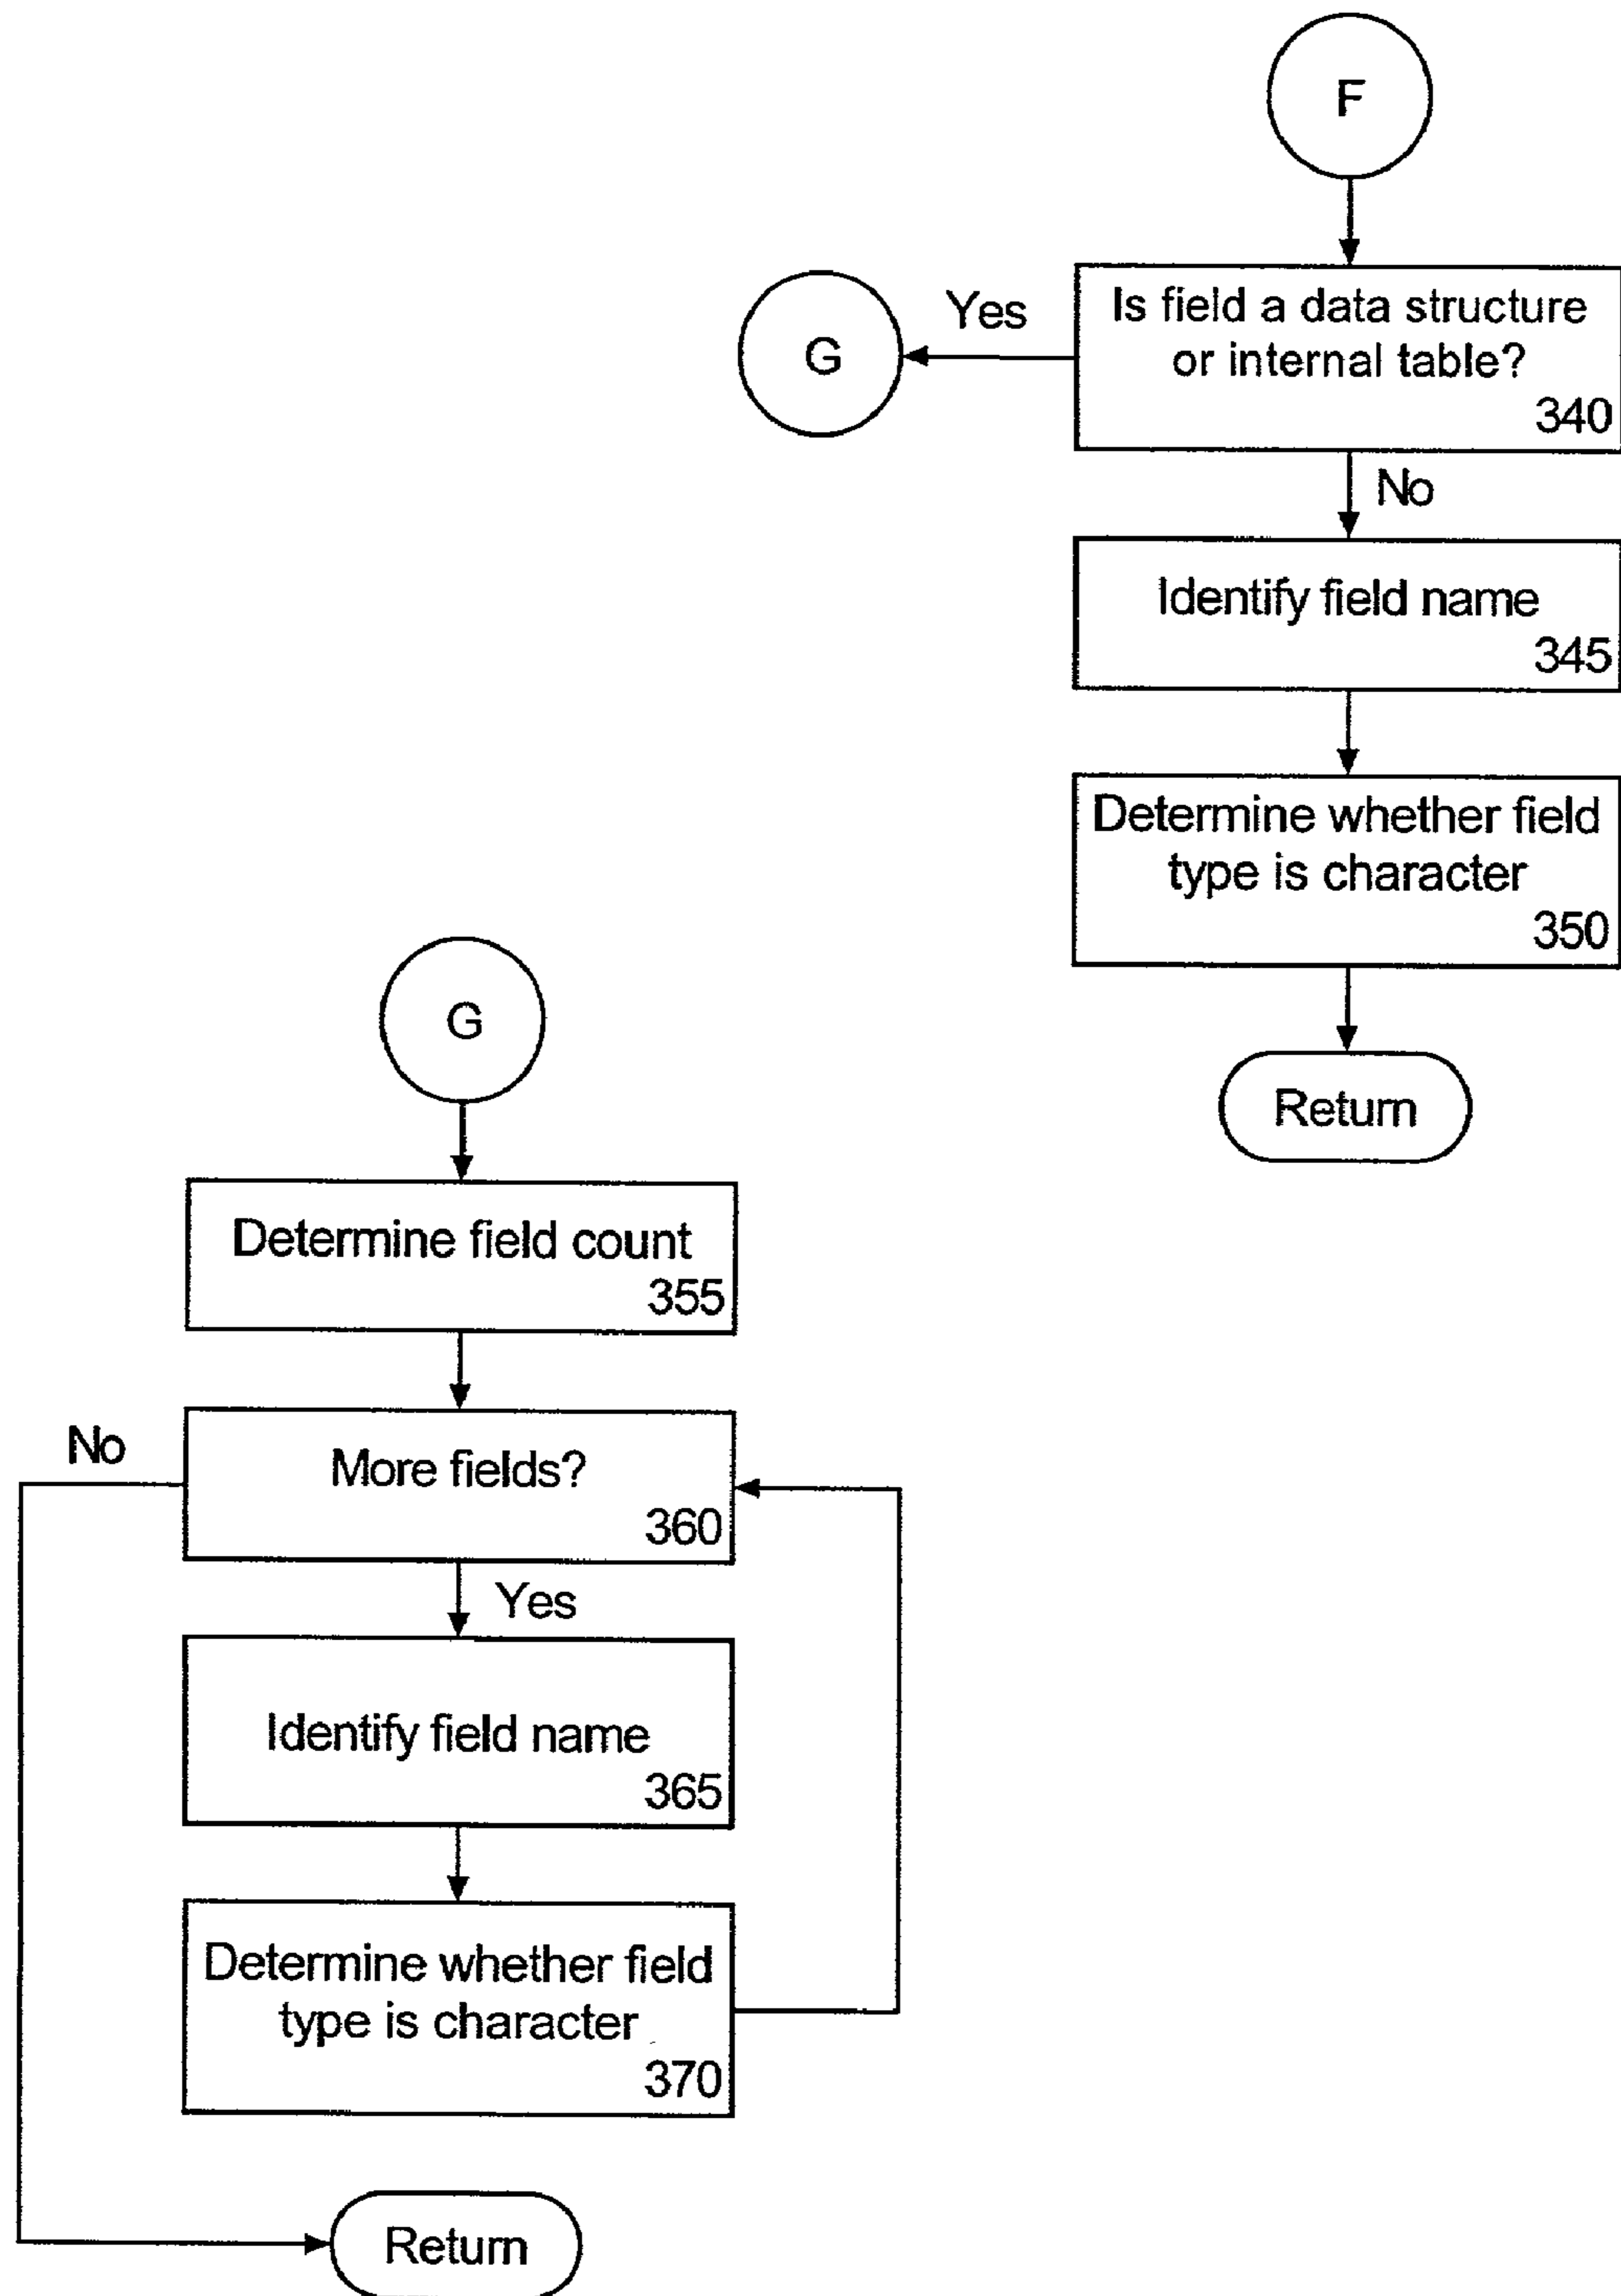 F
Is field a data structure
or internal table?
340
Yes
G
No
Identify field name
345
Determine whether field
type is character
350
Return
G
Determine field count
355
More fields?
360
No
Yes
Identify field name
365
Determine whether field
type is character
370
Return